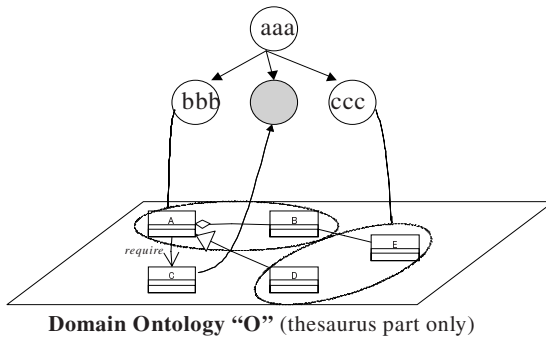 aaa
bbb
ccc
A
B
E
require
C
D
Domain Ontology “O” (thesaurus part only)